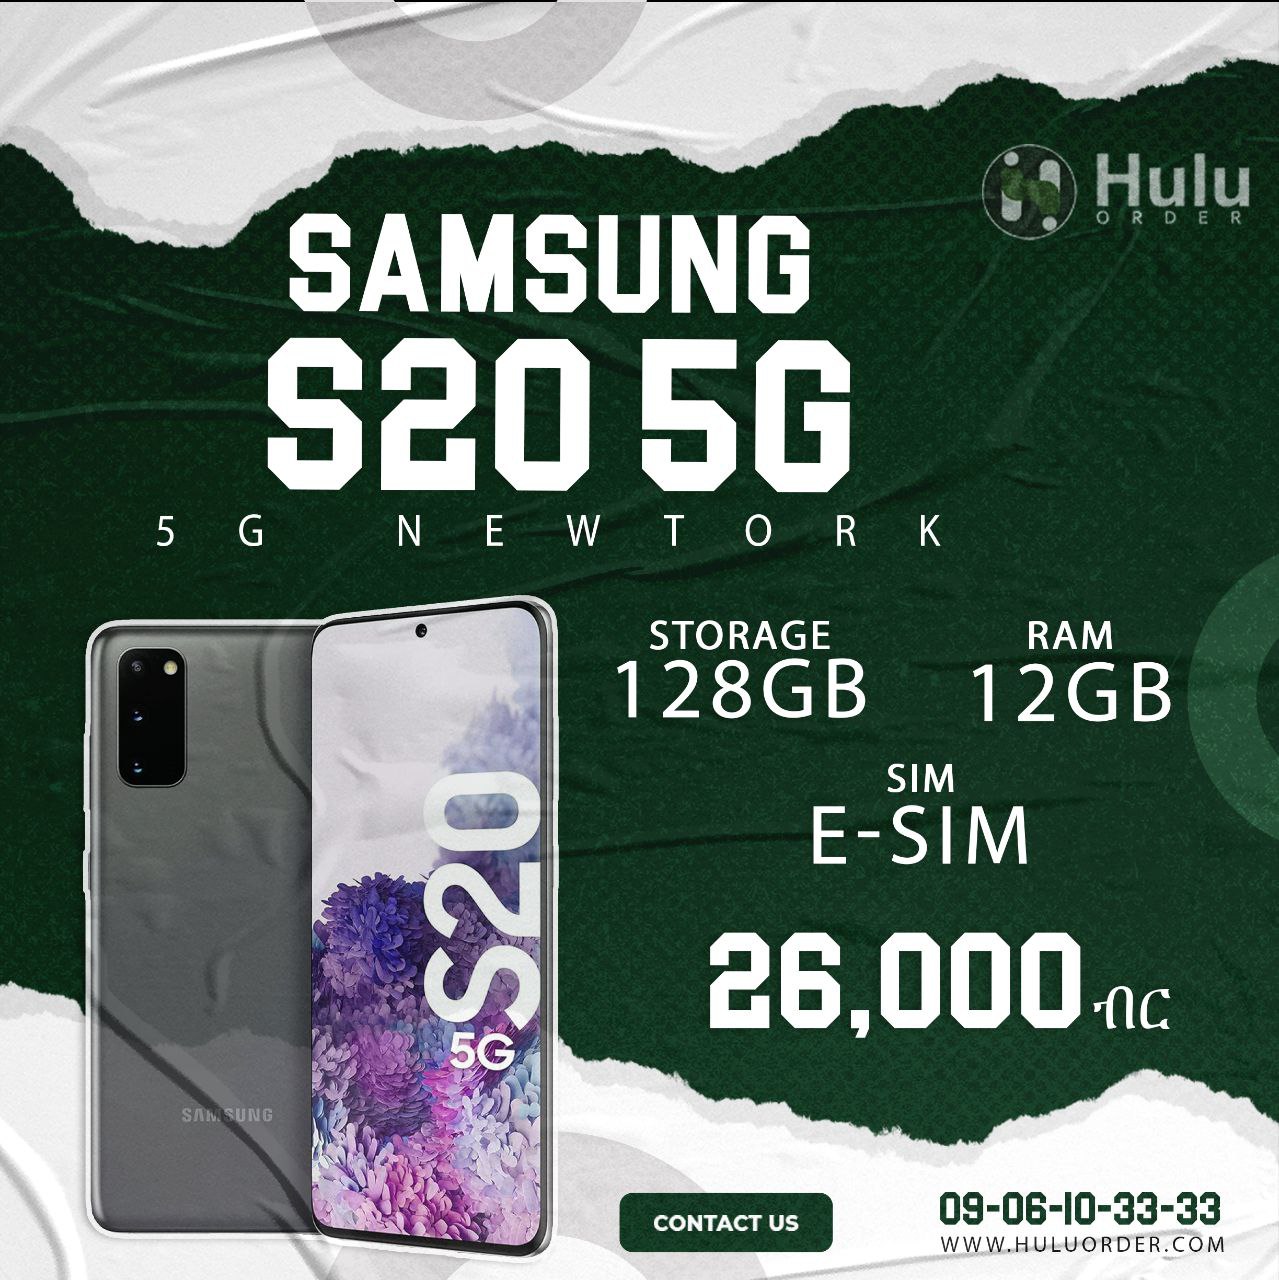 Hulu
ORDER
SAMSUNG
S20 5G
5G NEWTORK
STORAGE
128GB
RAM
12GB
SIM
E-SIM
26,000 ብር
S20
5G
SAMSUNG
CONTACT US
09-06-10-33-33
WWW.HULUORDER.COM